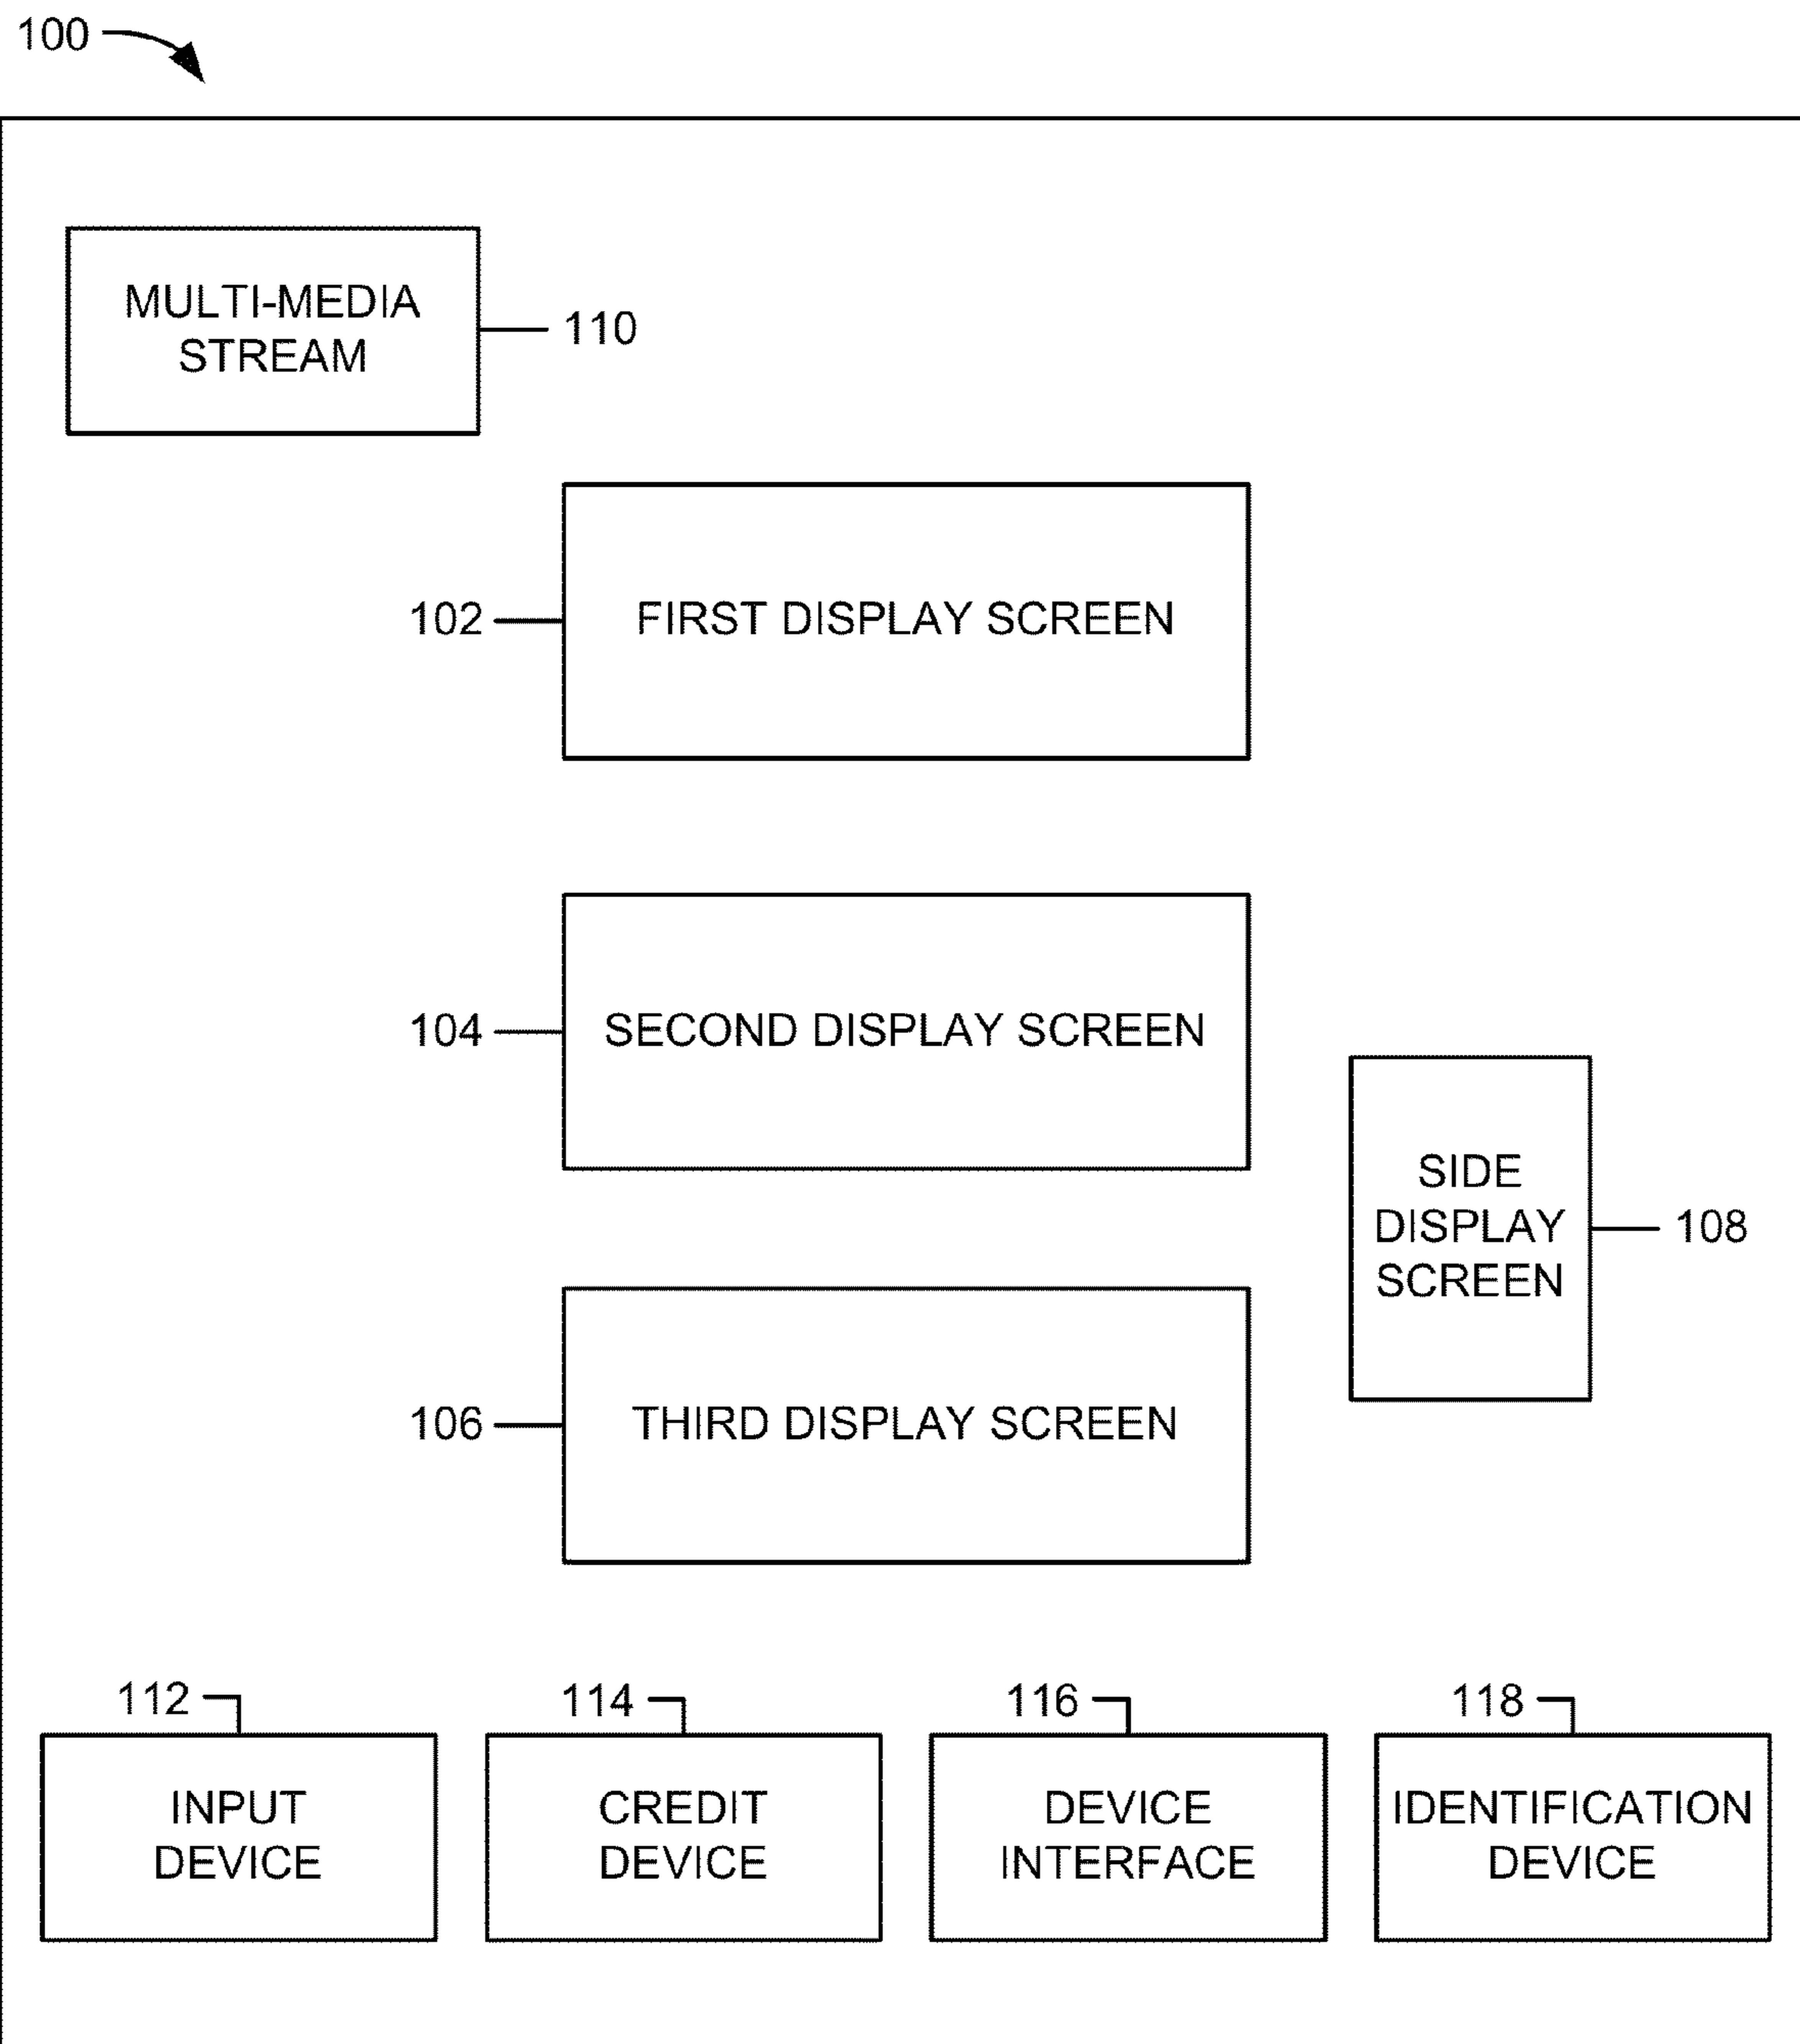 100
MULTI-MEDIA
STREAM
110
102
FIRST DISPLAY SCREEN
104
SECOND DISPLAY SCREEN
SIDE
DISPLAY
SCREEN
108
106
THIRD DISPLAY SCREEN
112
INPUT
DEVICE
114
CREDIT
DEVICE
116
DEVICE
INTERFACE
118
IDENTIFICATION
DEVICE